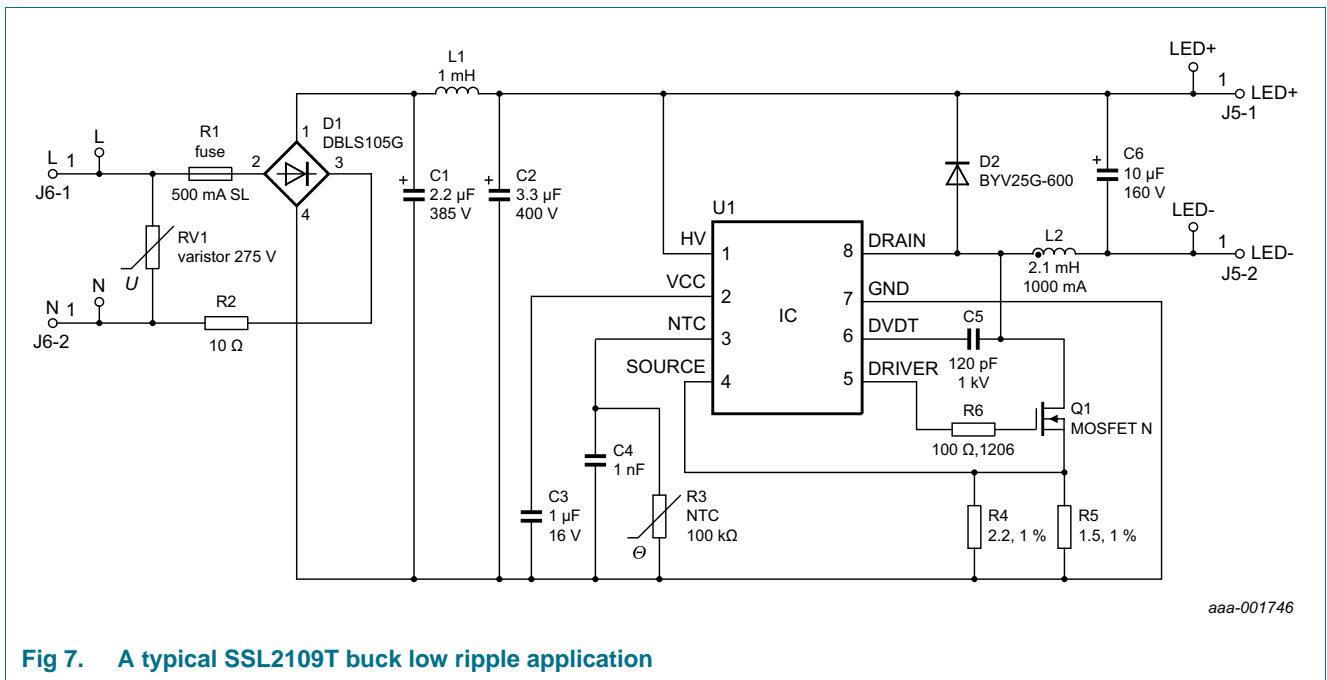 L1
1 mH
LED+
1
LED+
J5-1
R1
fuse
500 mA SL
D1
DBLS105G
1
2
3
4
L
L 1
J6-1
RV1
varistor 275 V
U
N
N 1
J6-2
R2
10 Ω
+
C1
2.2 µF
385 V
+
C2
3.3 µF
400 V
D2
BYV25G-600
+
C6
10 µF
160 V
LED-
1
LED-
J5-2
L2
2.1 mH
1000 mA
U1
IC
HV
1
VCC
2
NTC
3
SOURCE
4
8
DRAIN
7
GND
6
DVDT
5
DRIVER
C5
120 pF
1 kV
R6
100 Ω,1206
Q1
MOSFET N
C4
1 nF
C3
1 µF
16 V
R3
NTC
100 kΩ
Θ
R4
2.2, 1 %
R5
1.5, 1 %
aaa-001746
Fig 7. A typical SSL2109T buck low ripple application